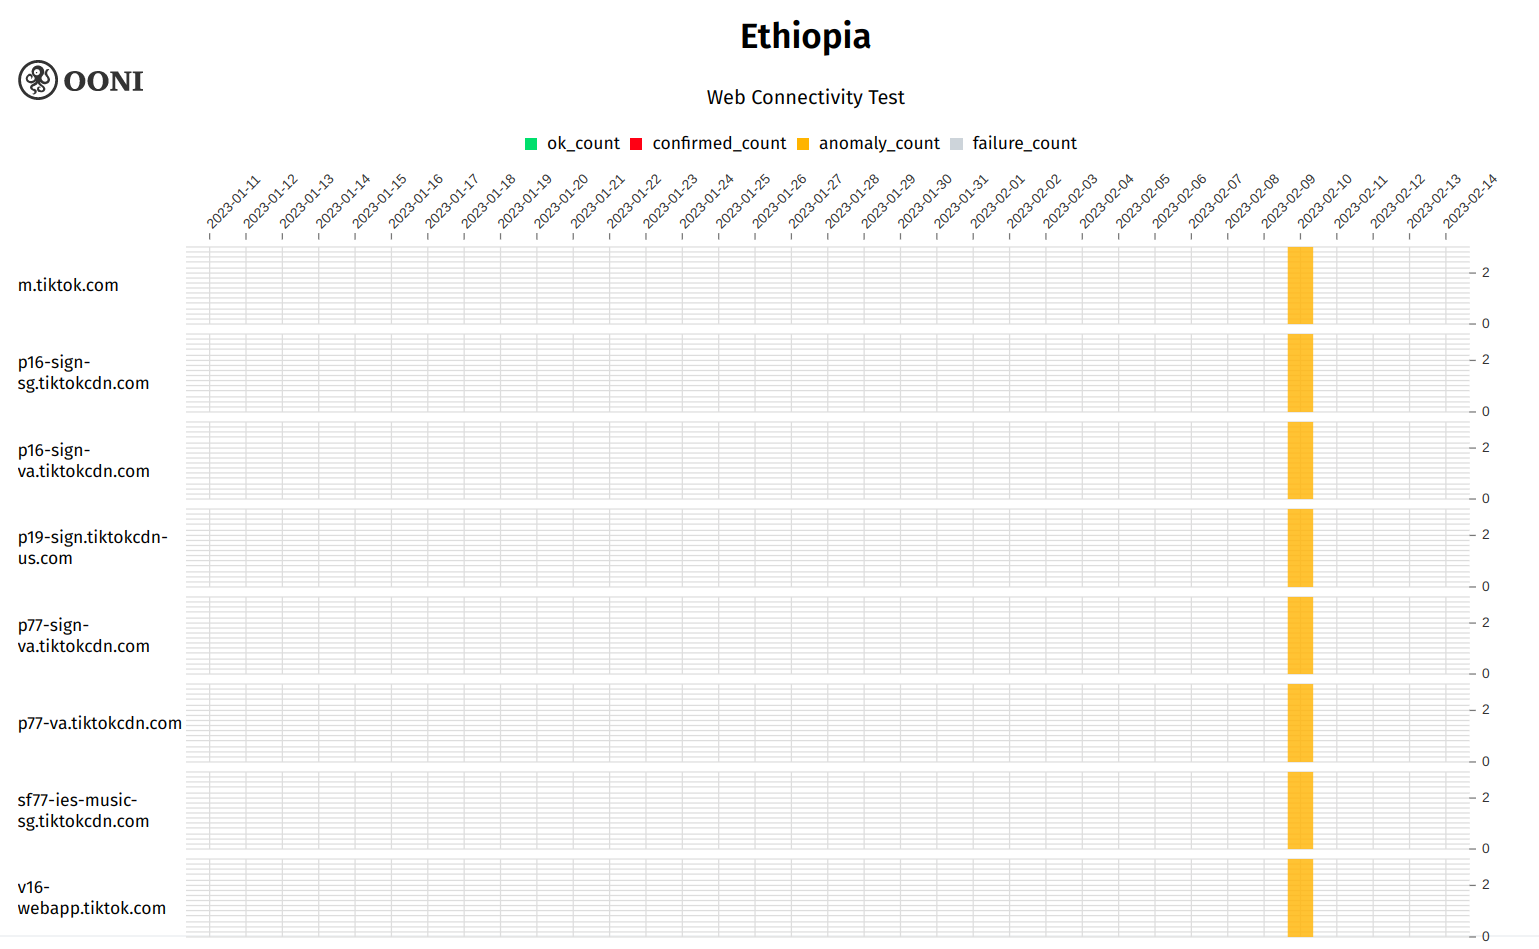 Ethiopia
OONI
Web Connectivity Test
ok_count confirmed_count anomaly_count failure_count
2023-01-11 2023-01-12 2023-01-13 2023-01-14 2023-01-15 2023-01-16 2023-01-17 2023-01-18 2023-01-19 2023-01-20 2023-01-21 2023-01-22 2023-01-23 2023-01-24 2023-01-25 2023-01-26 2023-01-27 2023-01-28 2023-01-29 2023-01-30 2023-01-31 2023-02-01 2023-02-02 2023-02-03 2023-02-04 2023-02-05 2023-02-06 2023-02-07 2023-02-08 2023-02-09 2023-02-10 2023-02-11 2023-02-12 2023-02-13 2023-02-14
2
m.tiktok.com
0
p16-sign-
2
sg.tiktokcdn.com
0
p16-sign-
2
va.tiktokcdn.com
0
p19-sign.tiktokcdn-
2
us.com
0
p77-sign-
2
va.tiktokcdn.com
0
2
p77-va.tiktokcdn.com
0
sf77-ies-music-
2
sg.tiktokcdn.com
0
v16-
2
webapp.tiktok.com
0